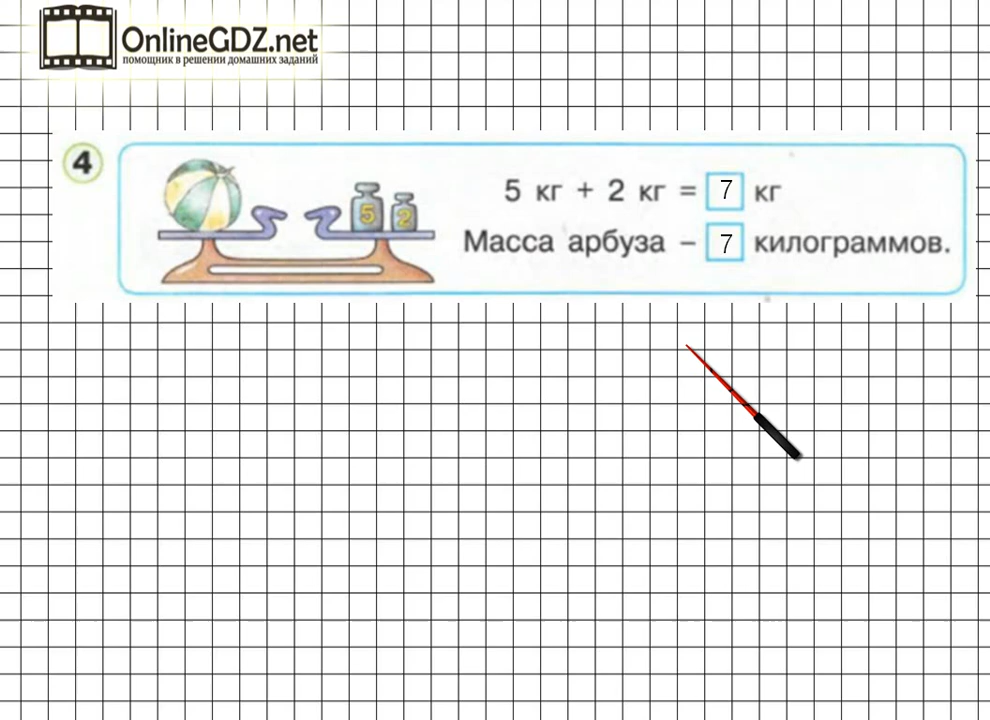 OnlineGDZ.net
помощник в решении домашних заданий
4
5 2
5 кг + 2 кг = 7 кг
Масса арбуза – 7 килограммов.